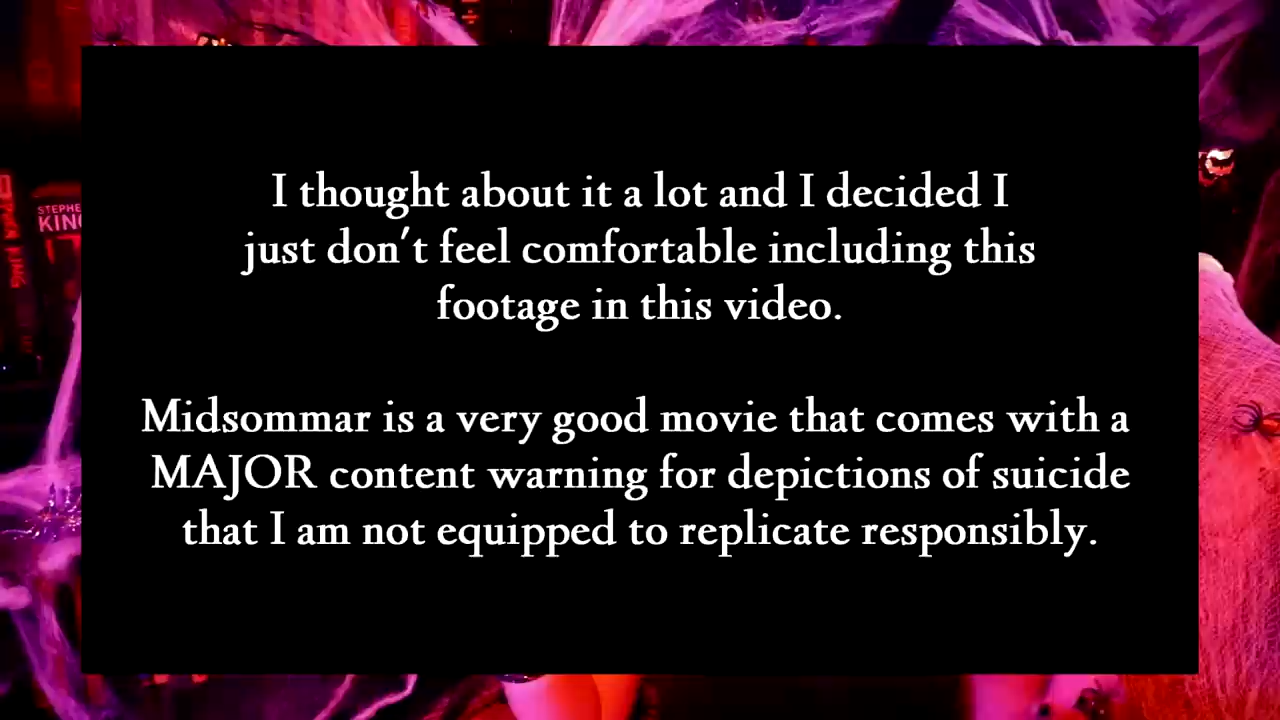 I thought about it a lot and I decided I
just don't feel comfortable including this
footage in this video.
Midsommar is a very good movie that comes with a
MAJOR content warning for depictions of suicide
that I am not equipped to replicate responsibly.
KING